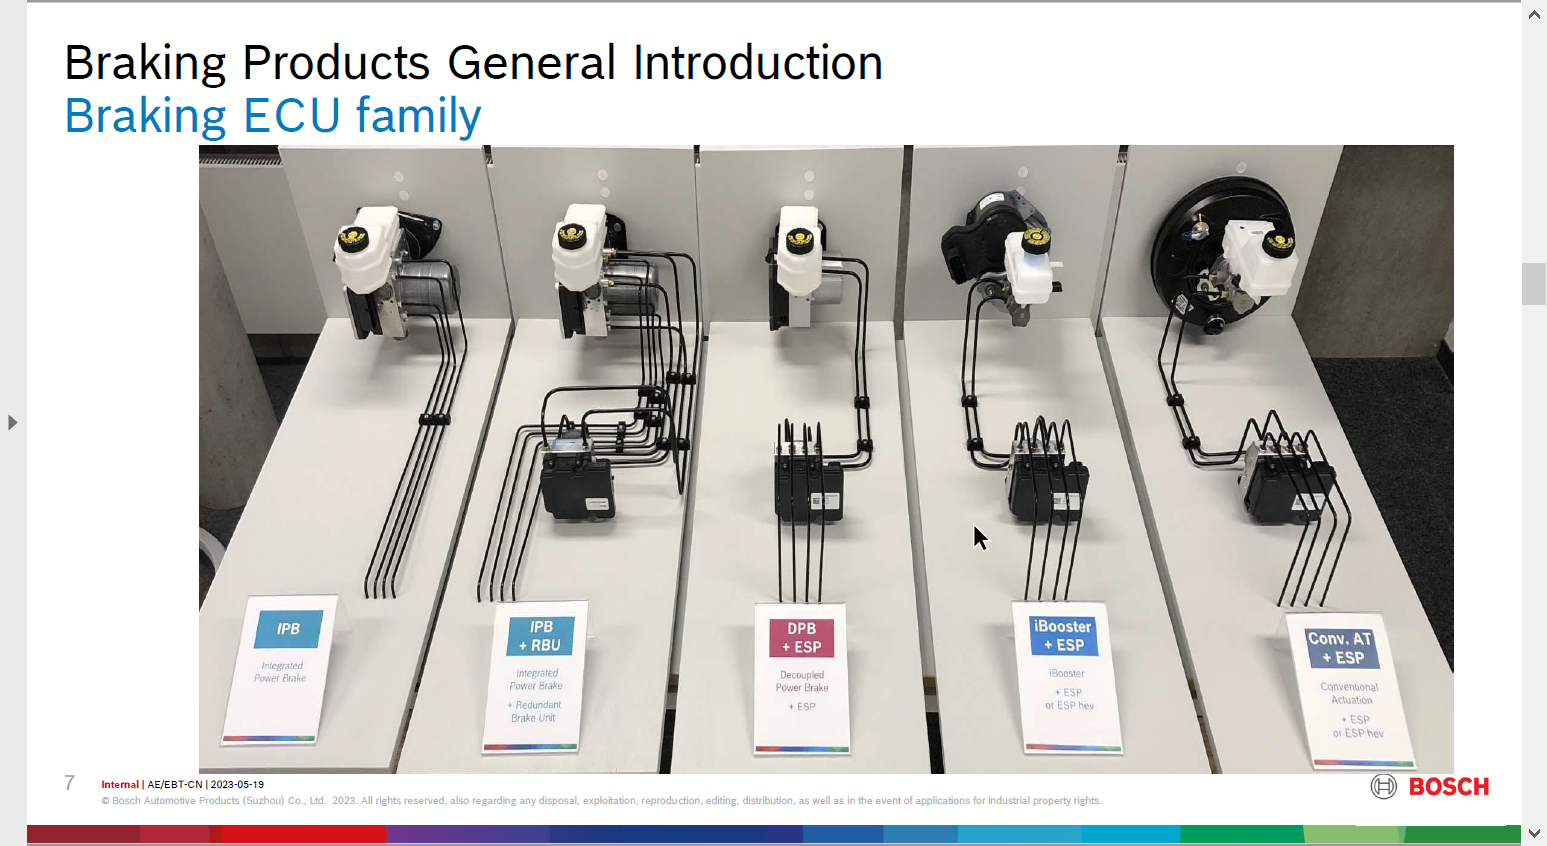 Braking Products General Introduction
Braking ECU family
IPB
Integrated
Power Brake
IPB
+ RBU
Integrated
Power Brake
+ Redundant
Brake Unit
DPB
+ ESP
Decoupled
Power Brake
+ ESP
iBooster
+ ESP
iBooster
+ ESP
or ESP hev
Conv. AT
+ ESP
Conventional
Actuation
+ ESP
or ESP hev
7
Internal | AE/EBT-CN | 2023-05-19
© Bosch Automotive Products (Suzhou) Co., Ltd. 2023. All rights reserved, also regarding any disposal, exploitation, reproduction, editing, distribution, as well as in the event of applications for industrial property rights.
BOSCH